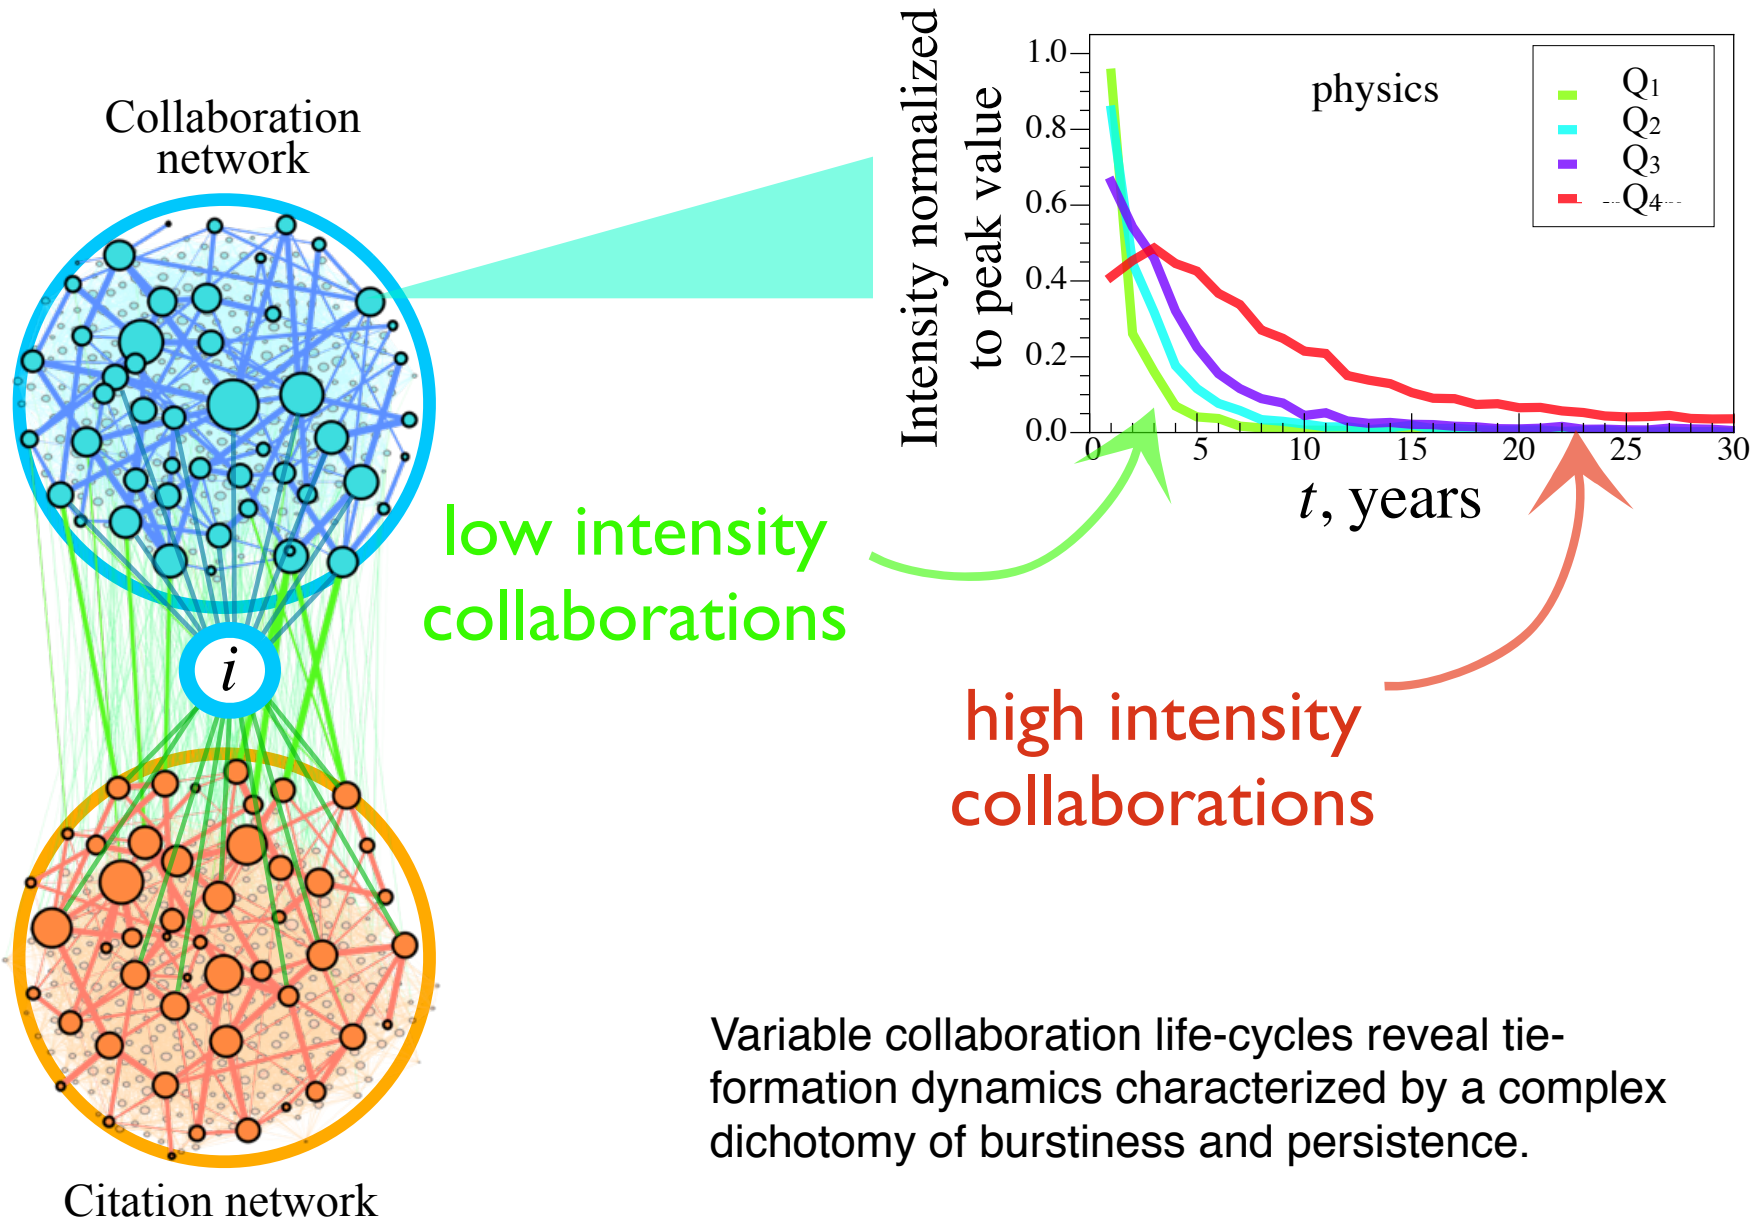 Collaboration
network
i
Citation network
Intensity normalized
to peak value
1.0
0.8
0.6
0.4
0.2
0.0
physics
Q1
Q2
Q3
Q4
0 5 10 15 20 25 30
t, years
low intensity
collaborations
high intensity
collaborations
Variable collaboration life-cycles reveal tie-
formation dynamics characterized by a complex
dichotomy of burstiness and persistence.